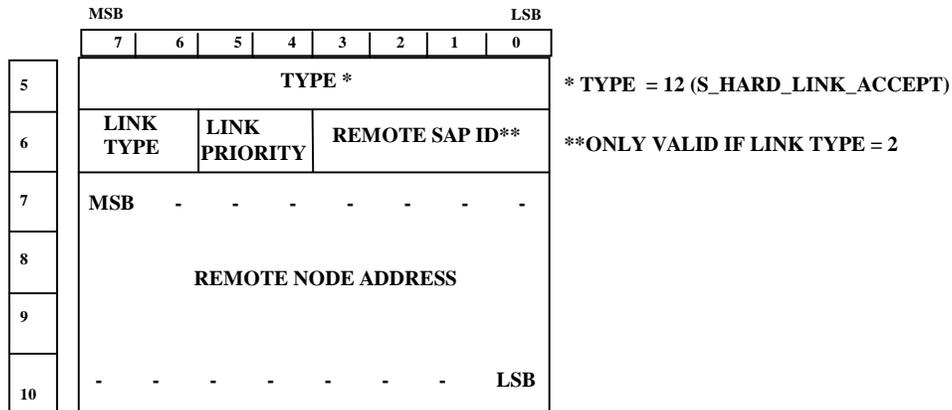 MSB LSB
7 6 5 4 3 2 1 0
5 TYPE * * TYPE = 12 (S_HARD_LINK_ACCEPT)
LINK LINK
6 TYPE PRIORITY REMOTE SAP ID** **ONLY VALID IF LINK TYPE = 2
7 MSB - - - - - - -
8
REMOTE NODE ADDRESS
9
10 - - - - - - - LSB